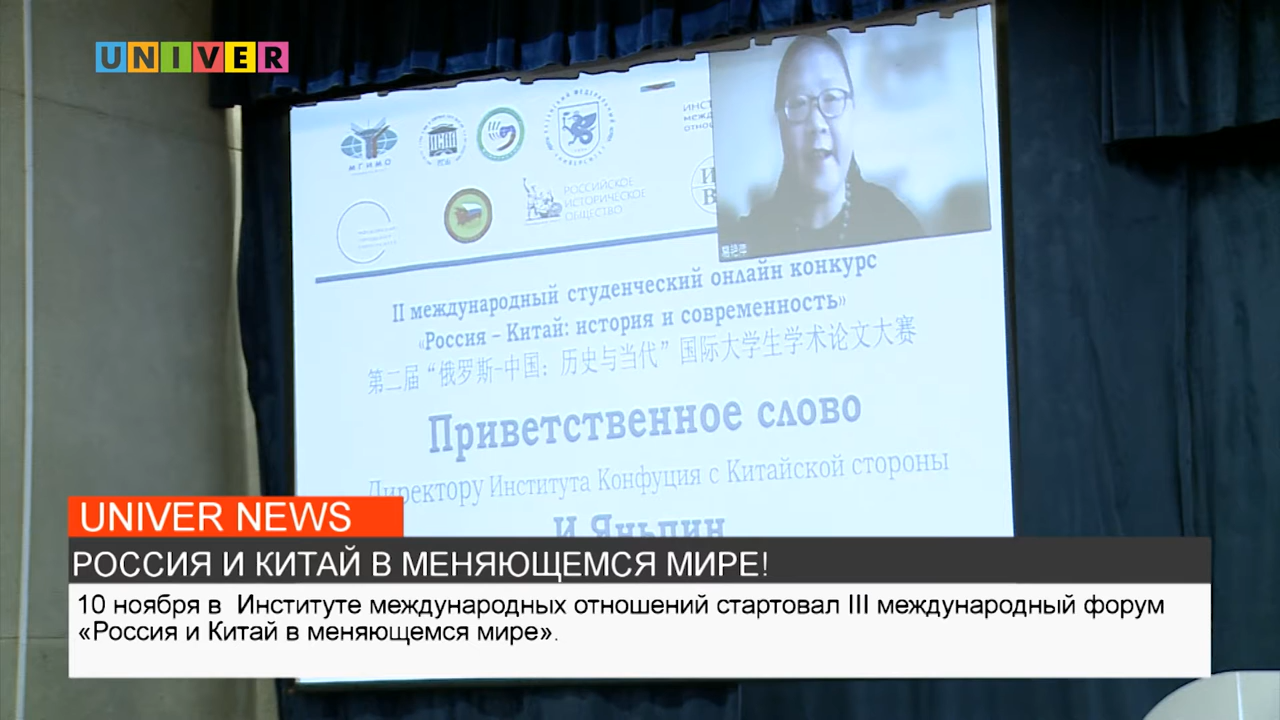 UNIVER
МГИМО
РОССИЙСКОЕ
ИСТОРИЧЕСКОЕ
ОБЩЕСТВО
II международный студенческий онлайн конкурс
«Россия – Китай: история и современность»
第二届“俄罗斯-中国：历史与当代”国际大学生学术论文大赛
Приветственное слово
Директору Института Конфуция с Китайской стороны
И Яньпин
UNIVER NEWS
РОССИЯ И КИТАЙ В МЕНЯЮЩЕМСЯ МИРЕ!
10 ноября в Институте международных отношений стартовал III международный форум
«Россия и Китай в меняющемся мире».